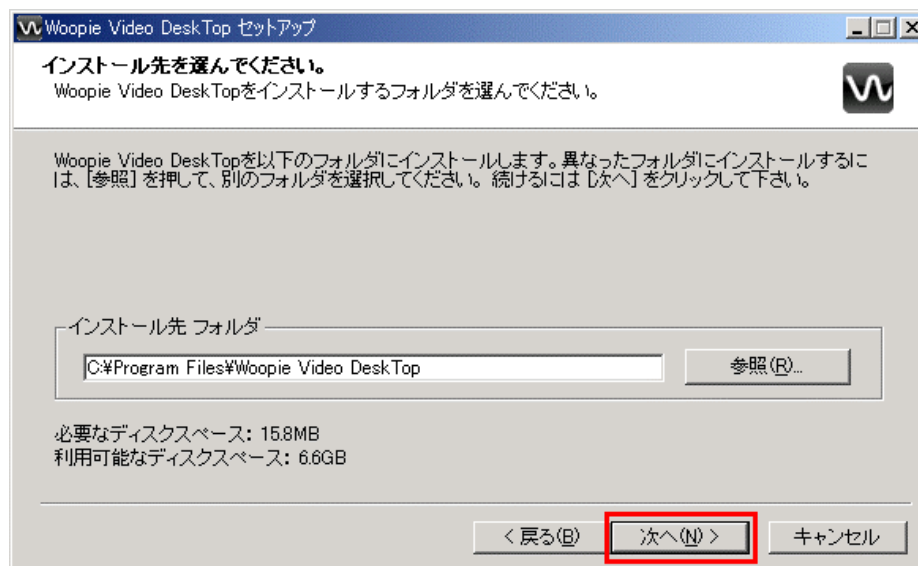 Woopie Video DeskTop セットアップ
インストール先を選んでください。
Woopie Video DeskTopをインストールするフォルダを選んでください。
Woopie Video DeskTopを以下のフォルダにインストールします。異なったフォルダにインストールするに
は、[参照] を押して、別のフォルダを選択してください。続けるには [次へ] をクリックして下さい。
インストール先 フォルダ
C:¥Program Files¥Woopie Video DeskTop
参照(R)...
必要なディスクスペース: 15.8MB
利用可能なディスクスペース: 6.6GB
< 戻る(B)
次へ(N) >
キャンセル